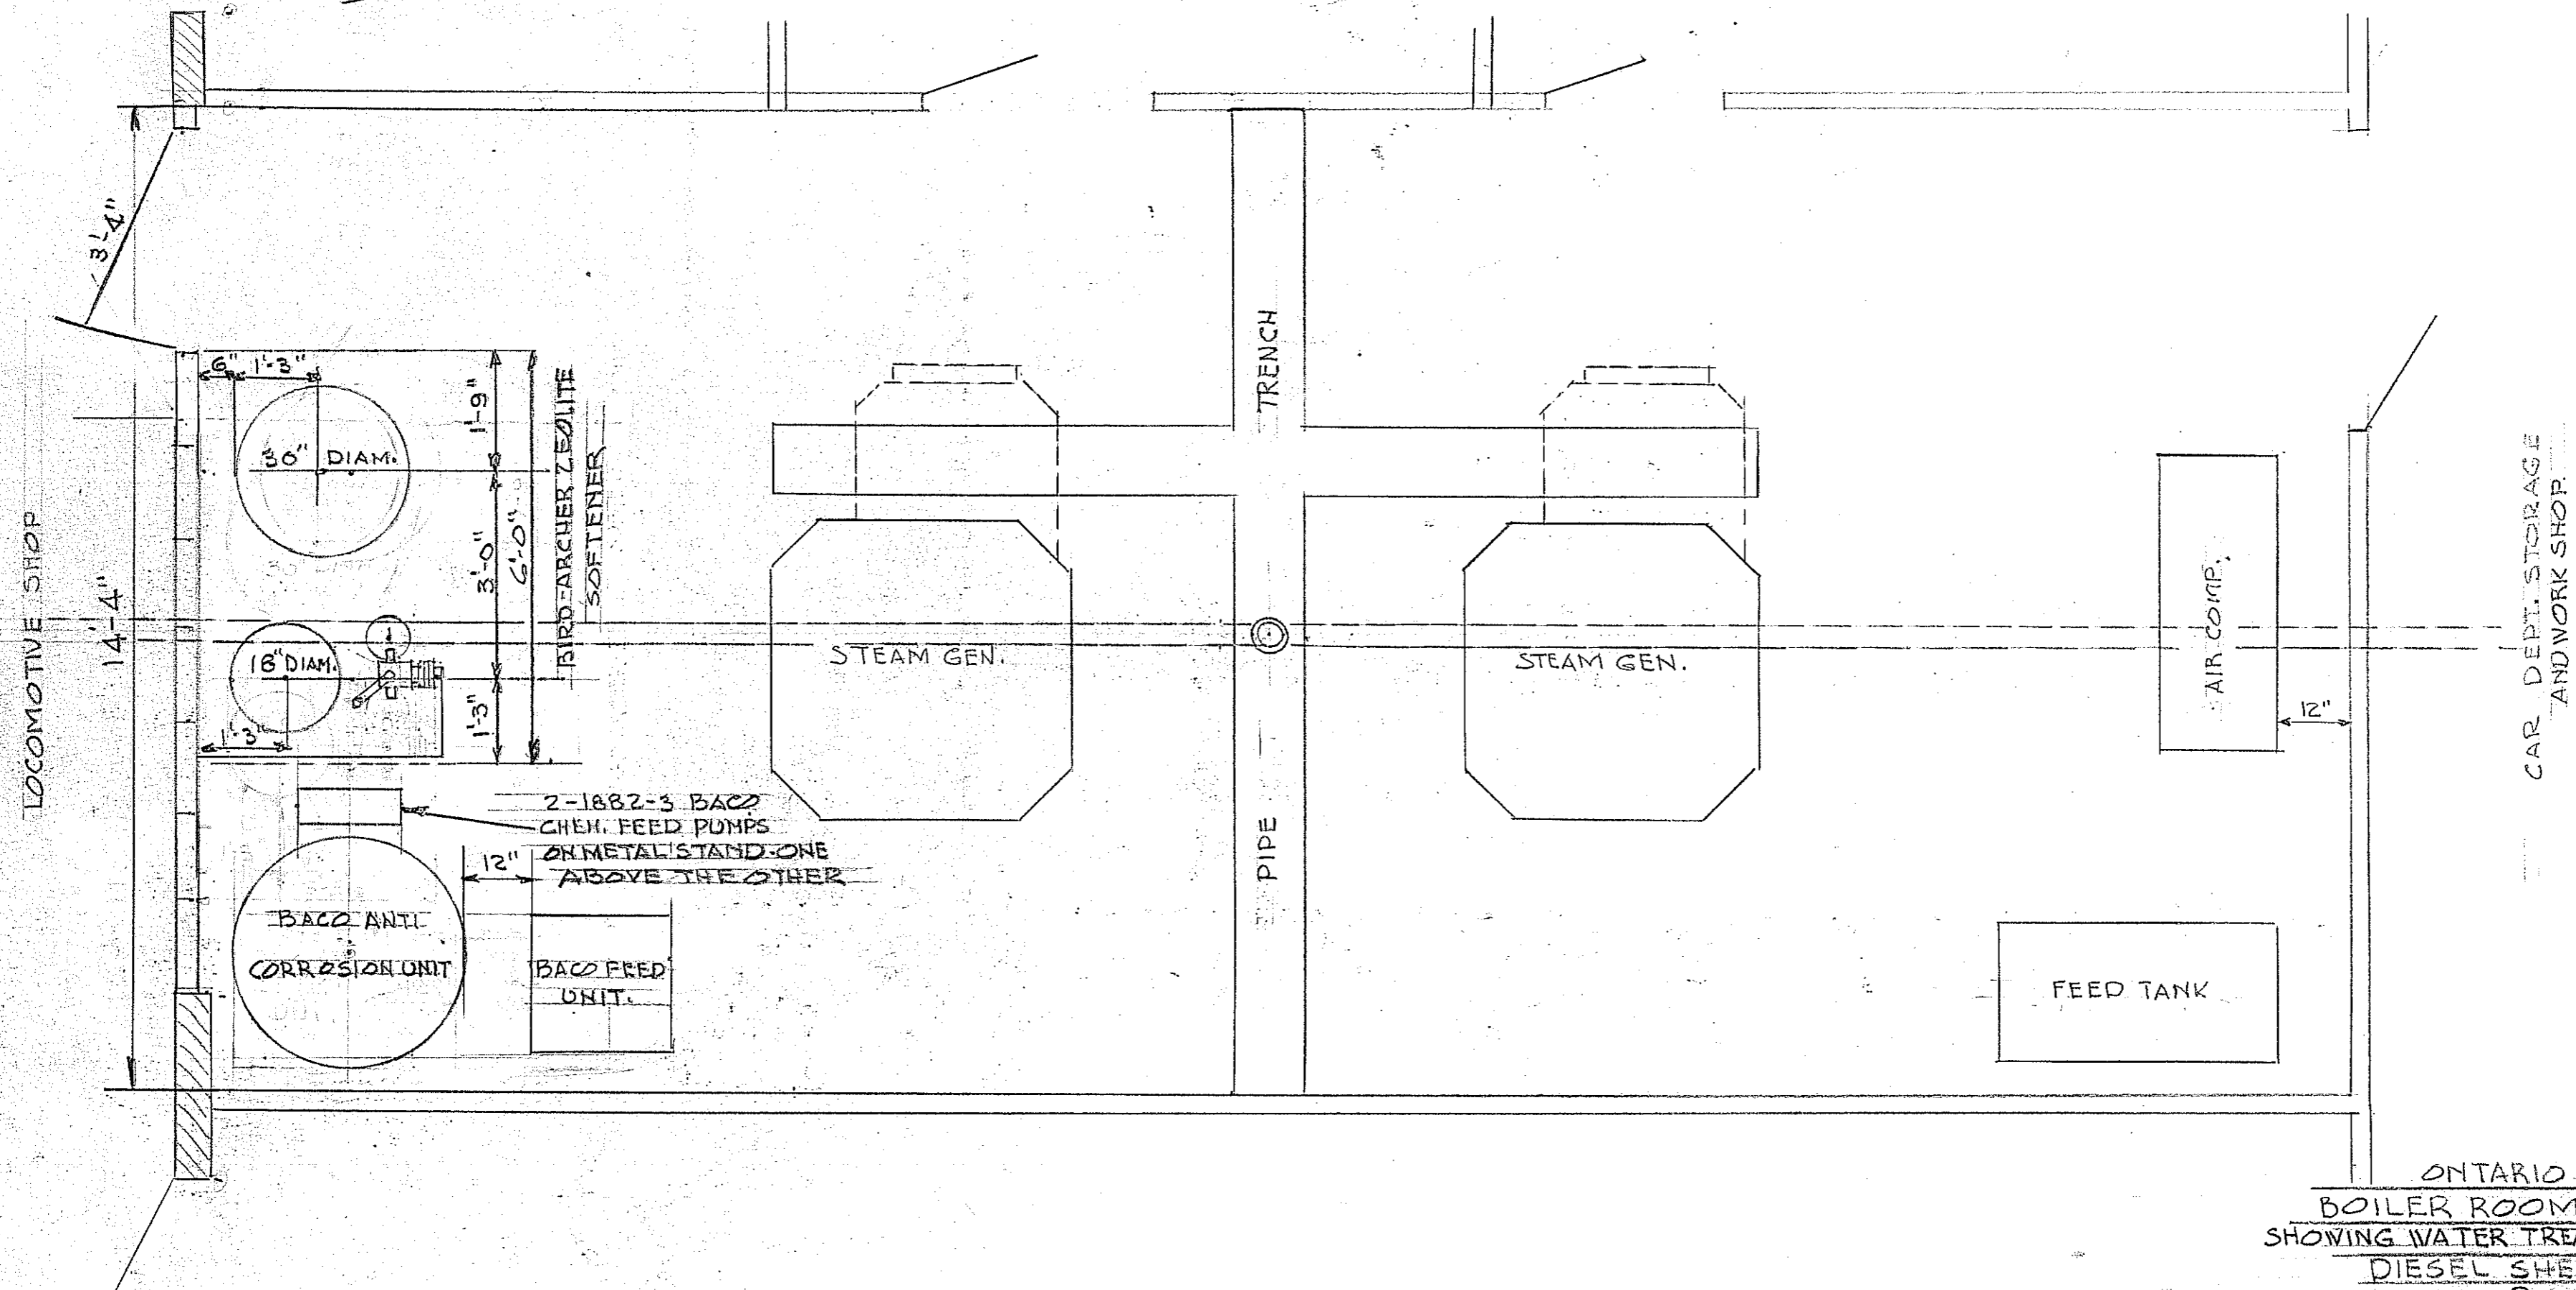 LOCOMOTIVE SHOP
14'-4"
3'-4"
6"
1'-3"
30" DIAM.
1'-9"
3'-0"
6'-0"
1'-3"
BIRD-ARCHER ZEOLITE
SOFTENER
18" DIAM.
1'-3"
2-1882-3 BACO
CHEM. FEED PUMPS
ON METAL STAND-ONE
ABOVE THE OTHER
12"
BACO ANTI
CORROSION UNIT
BACO FEED
UNIT.
STEAM GEN.
PIPE
TRENCH
STEAM GEN.
AIR COMP.
12"
FEED TANK
CAR DEPT. STORAGE
AND WORK SHOP.
ONTARIO
BOILER ROOM
SHOWING WATER TREA
DIESEL SHE